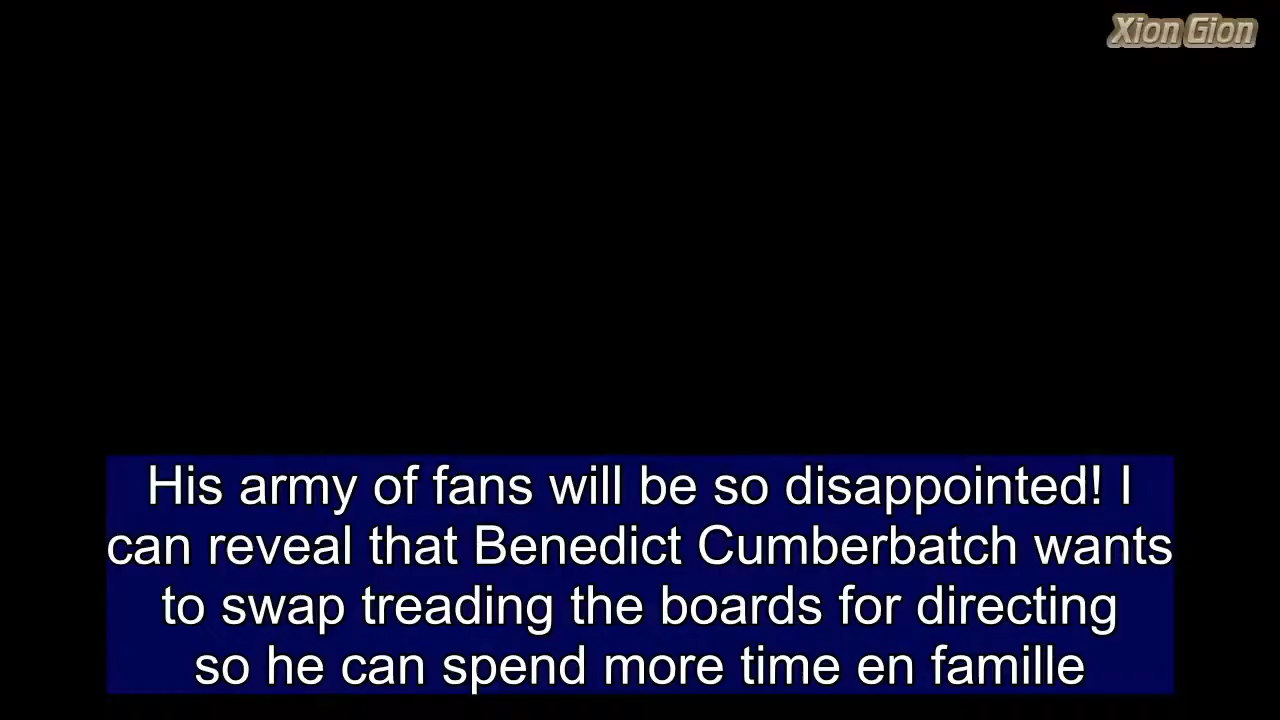 Xion Gion
His army of fans will be so disappointed! I
can reveal that Benedict Cumberbatch wants
to swap treading the boards for directing
so he can spend more time en famille